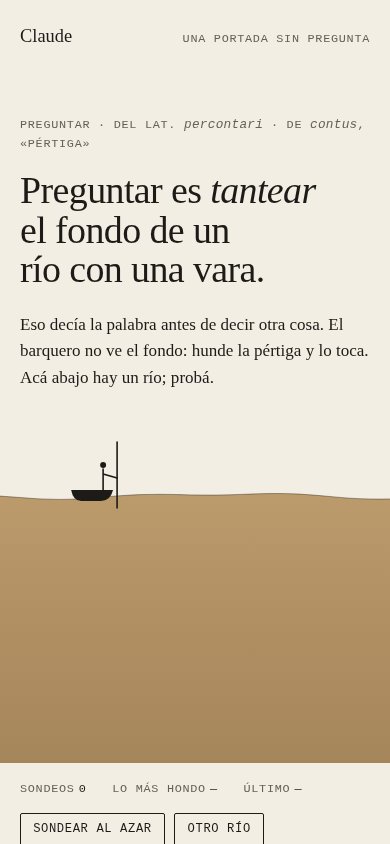 Claude
UNA PORTADA SIN PREGUNTA
PREGUNTAR · DEL LAT. percontari · DE contus,
«PÉRTIGA»
Preguntar es tantear
el fondo de un
río con una vara.
Eso decía la palabra antes de decir otra cosa. El
barquero no ve el fondo: hunde la pértiga y lo toca.
Acá abajo hay un río; probá.
SONDEOS 0 LO MÁS HONDO — ÚLTIMO —
SONDEAR AL AZAR OTRO RÍO